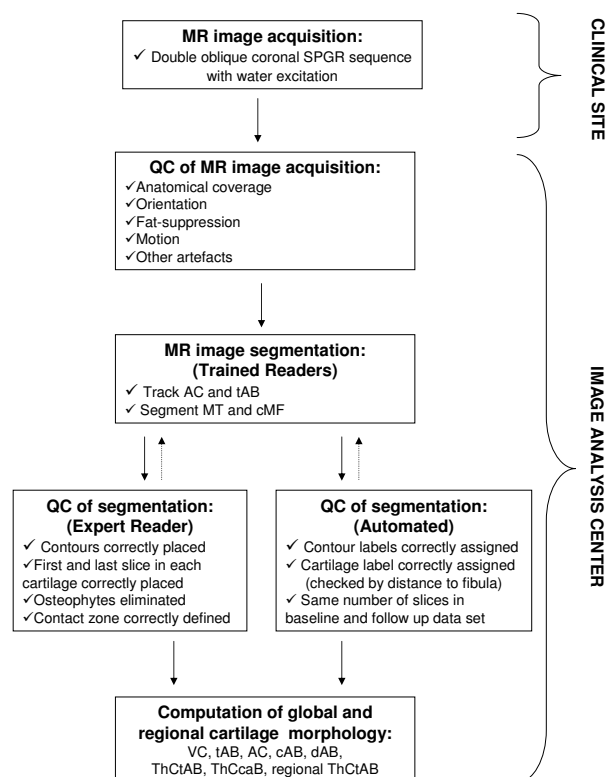 MR image acquisition:
✓ Double oblique coronal SPGR sequence
with water excitation
CLINICAL SITE
QC of MR image acquisition:
✓Anatomical coverage
✓Orientation
✓Fat-suppression
✓Motion
✓Other artefacts
MR image segmentation:
(Trained Readers)
✓ Track AC and tAB
✓ Segment MT and cMF
IMAGE ANALYSIS CENTER
QC of segmentation:
(Expert Reader)
✓ Contours correctly placed
✓First and last slice in each
cartilage correctly placed
✓Osteophytes eliminated
✓Contact zone correctly defined
QC of segmentation:
(Automated)
✓ Contour labels correctly assigned
✓ Cartilage label correctly assigned
(checked by distance to fibula)
✓ Same number of slices in
baseline and follow up data set
Computation of global and
regional cartilage morphology:
VC, tAB, AC, cAB, dAB,
ThCtAB, ThCcaB, regional ThCtAB